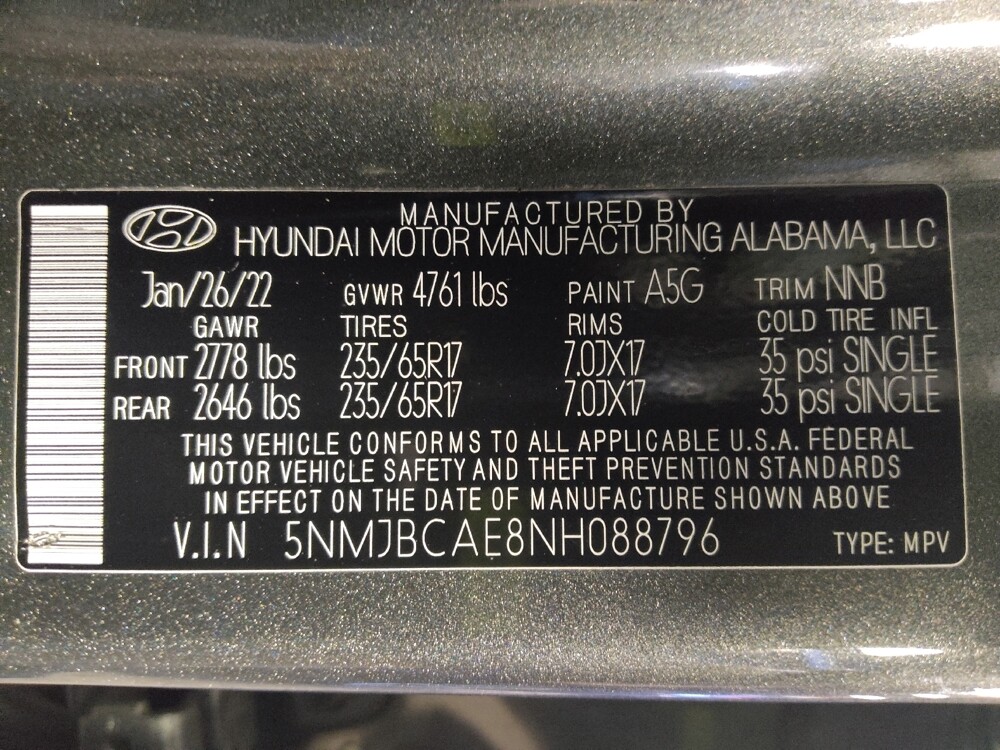 MANUFACTURED BY
HYUNDAI MOTOR MANUFACTURING ALABAMA, LLC
Jan/26/22 GVWR 4761 lbs PAINT A5G TRIM NNB
GAWR TIRES RIMS COLD TIRE INFL
FRONT 2778 lbs 235/65R17 7.0JX17 35 psi SINGLE
REAR 2646 lbs 235/65R17 7.0JX17 35 psi SINGLE
THIS VEHICLE CONFORMS TO ALL APPLICABLE U.S.A. FEDERAL
MOTOR VEHICLE SAFETY AND THEFT PREVENTION STANDARDS
IN EFFECT ON THE DATE OF MANUFACTURE SHOWN ABOVE
V.I.N 5NMJBCAE8NH088796 TYPE: MPV